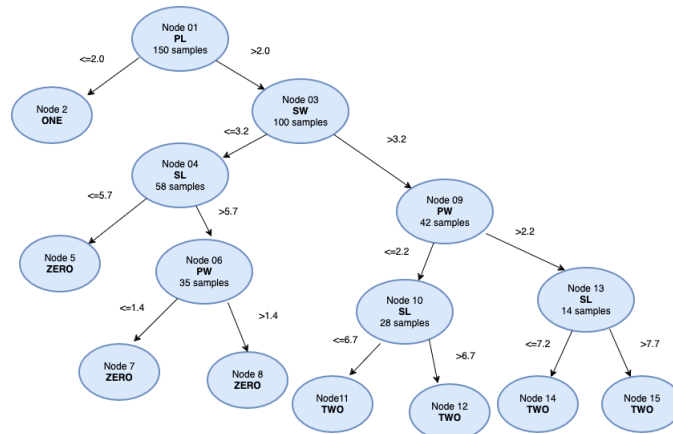 Node 01
PL
150 samples
<=2.0
>2.0
Node 2
ONE
Node 03
SW
100 samples
<=3.2
>3.2
Node 04
SL
58 samples
<=5.7
>5.7
Node 09
PW
42 samples
<=2.2
>2.2
Node 5
ZERO
Node 06
PW
35 samples
<=1.4
>1.4
Node 10
SL
28 samples
<=6.7
>6.7
Node 13
SL
14 samples
<=7.2
>7.7
Node 7
ZERO
Node 8
ZERO
Node11
TWO
Node 12
TWO
Node 14
TWO
Node 15
TWO